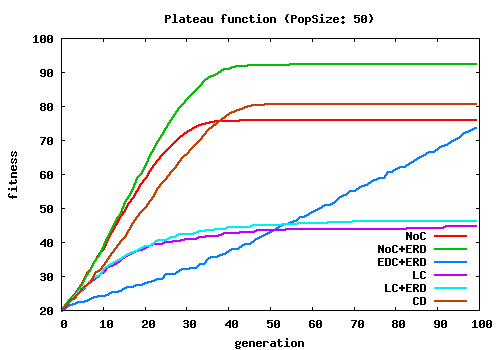 Plateau function (PopSize: 50)
100
90
80
70
60
50
40
30
20
fitness
NoC
NoC+ERD
EDC+ERD
LC
LC+ERD
CD
0 10 20 30 40 50 60 70 80 90 100
generation